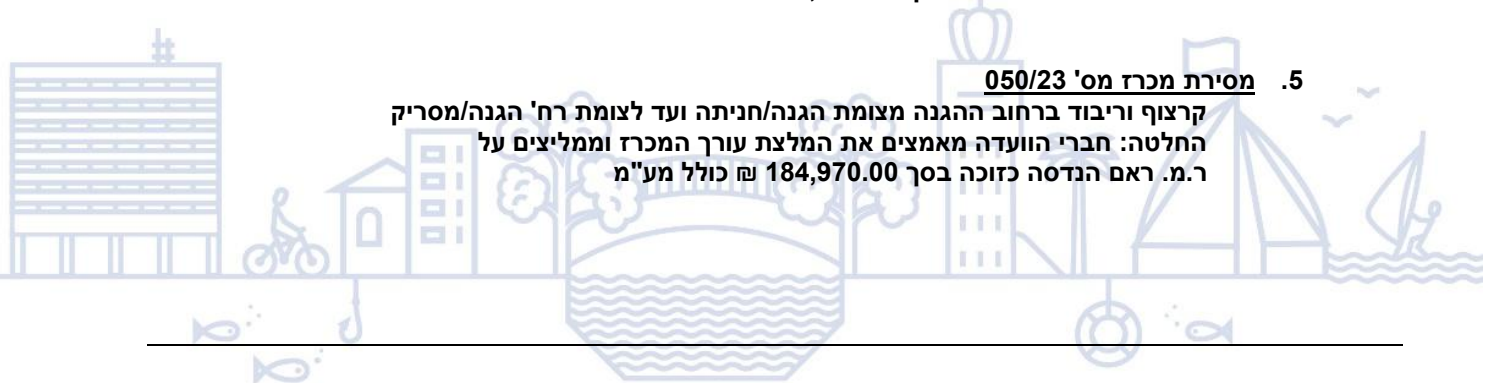 5. מסירת מכרז מס' 050/23
קרצוף וריבוד ברחוב ההגנה מצומת הגנה/חניתה ועד לצומת רח' הגנה/מסריק
החלטה: חברי הוועדה מאמצים את המלצת עורך המכרז וממליצים על
ר.מ. ראם הנדסה כזוכה בסך 184,970.00 ₪ כולל מע"מ